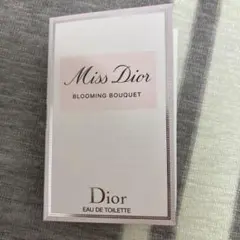 Miss Dior
BLOOMING BOUQUET
Dior
EAU DE TOILETTE